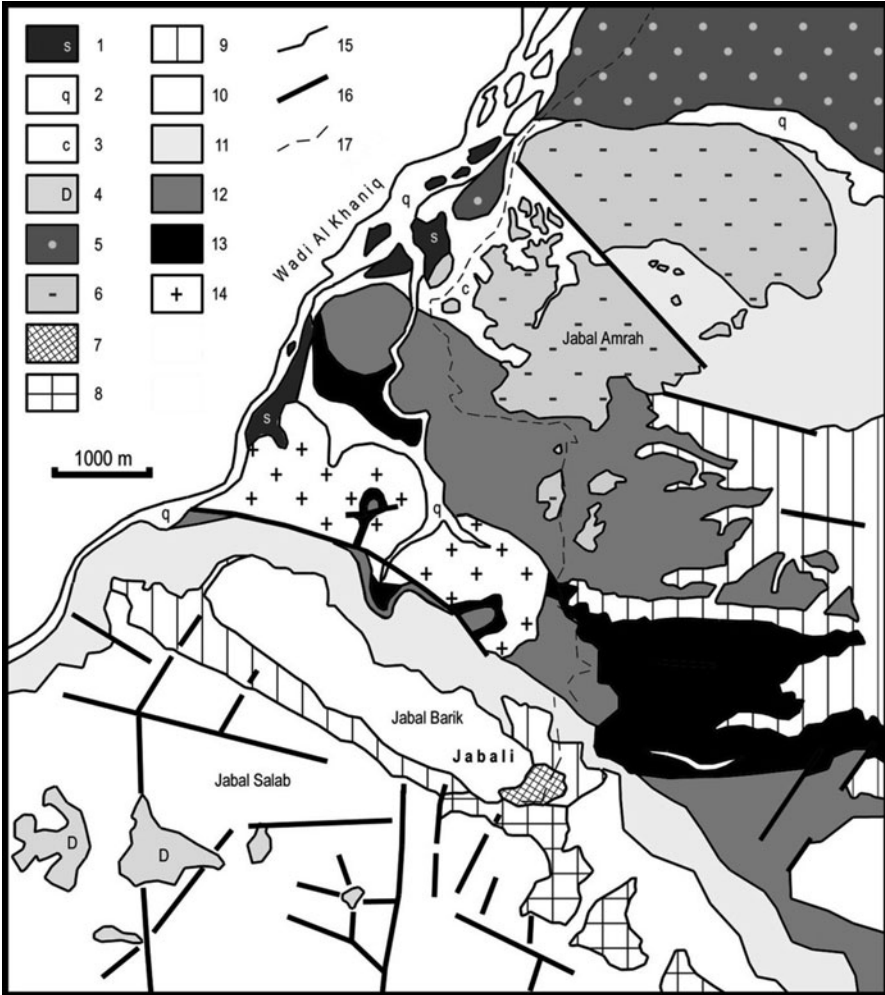 s 1
q 2
c 3
D 4
5
6
7
8
9
10
11
12
13
+ 14
15
16
17
q
q
Wadi Al Khaniq
s
c
Jabal Amrah
s
1000 m
q
q
Jabal Barik
Jabali
Jabal Salab
D
D